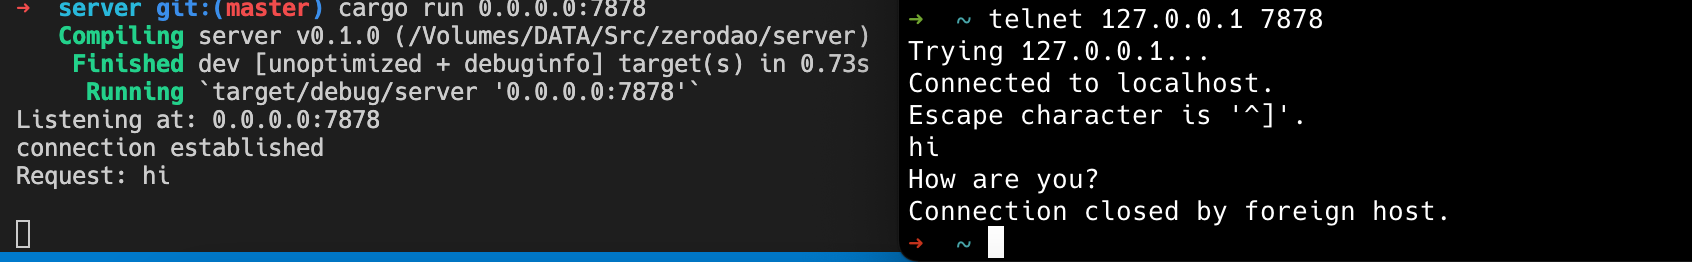 ➜  server git:(master) cargo run 0.0.0.0:7878
Compiling server v0.1.0 (/Volumes/DATA/Src/zerodao/server)
Finished dev [unoptimized + debuginfo] target(s) in 0.73s
Running `target/debug/server '0.0.0.0:7878'`
Listening at: 0.0.0.0:7878
connection established
Request: hi
➜  ~ telnet 127.0.0.1 7878
Trying 127.0.0.1...
Connected to localhost.
Escape character is '^]'.
hi
How are you?
Connection closed by foreign host.
➜  ~